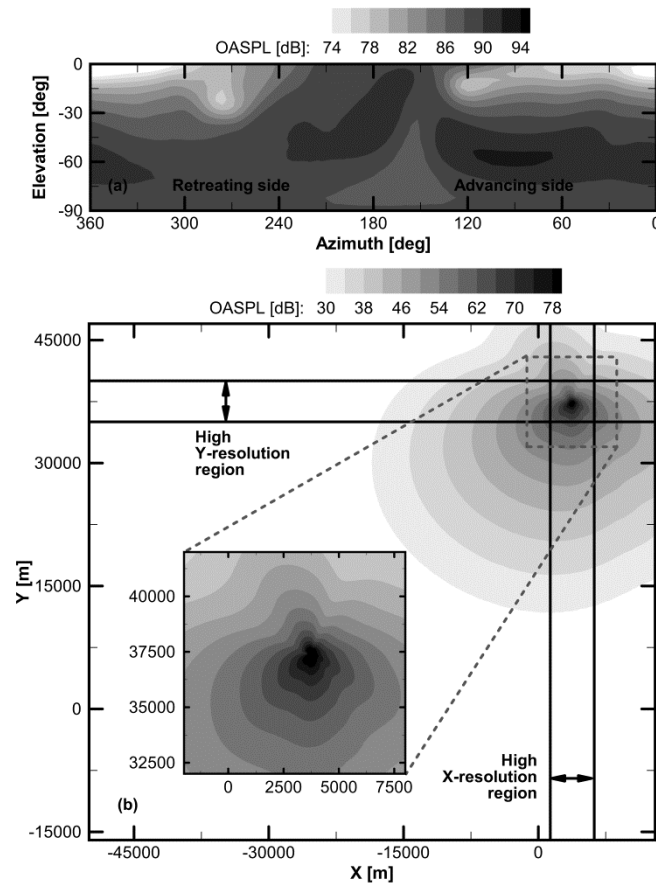 OASPL [dB]: 74 78 82 86 90 94
0
-30
-60
-90
Elevation [deg]
(a) Retreating side Advancing side
360 300 240 180 120 60 0
Azimuth [deg]
OASPL [dB]: 30 38 46 54 62 70 78
45000
30000
15000
0
-15000
Y [m]
High
Y-resolution
region
40000
37500
35000
32500
0 2500 5000 7500
(b)
High
X-resolution
region
-45000 -30000 -15000 0
X [m]